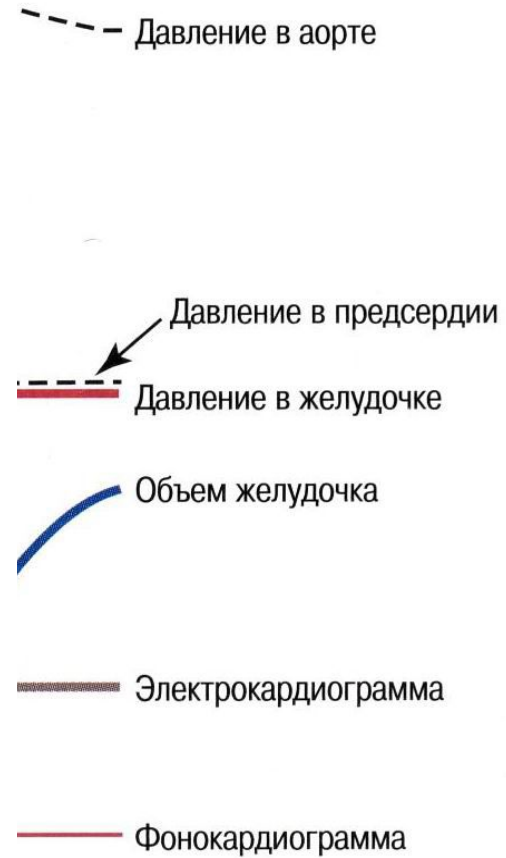 Давление в аорте
Давление в предсердии
Давление в желудочке
Объем желудочка
Электрокардиограмма
Фонокардиограмма